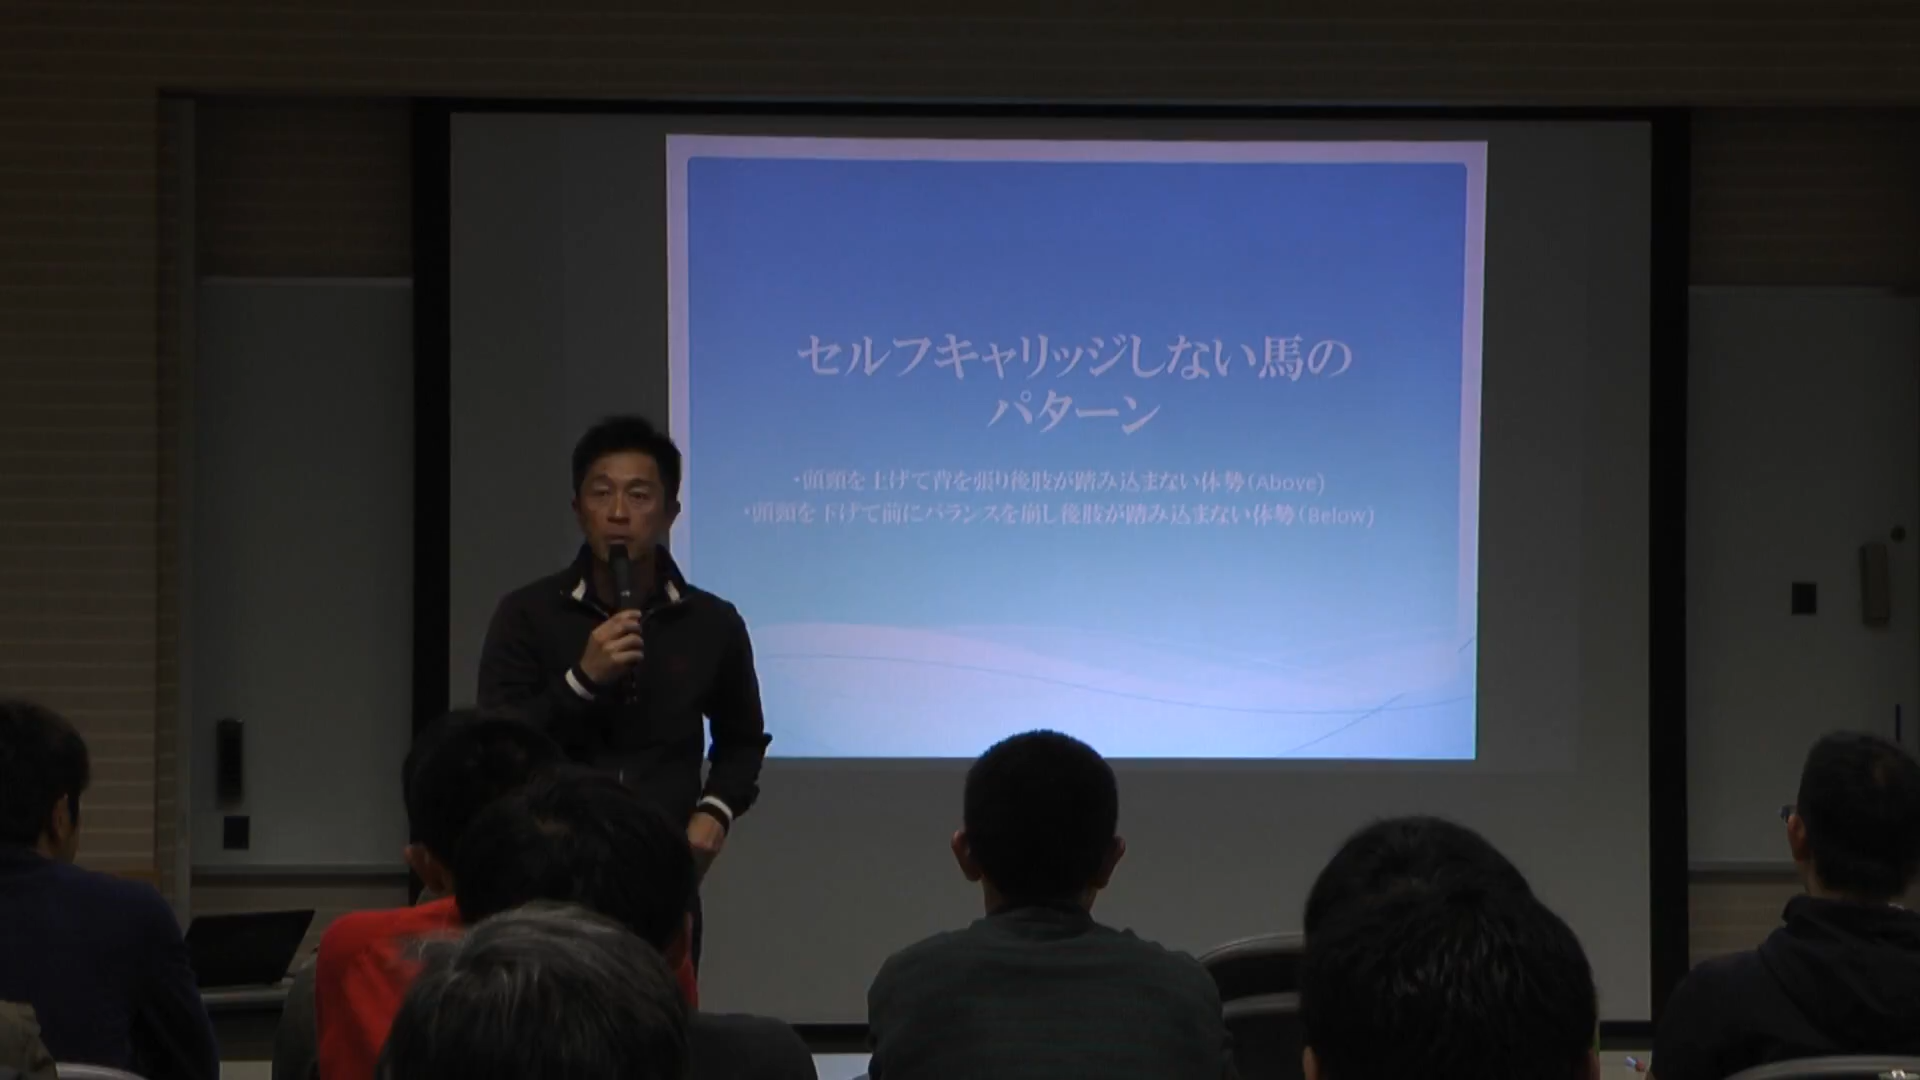 セルフキャリッジしない馬の
パターン
・頭頸を上げて背を張り後肢が踏み込まない体勢（Above）
・頭頸を下げて前にバランスを崩し後肢が踏み込まない体勢（Below）